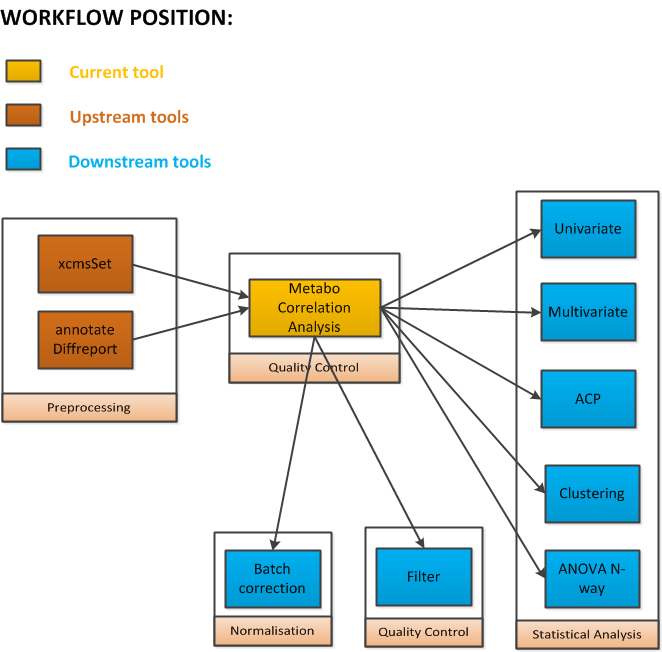 WORKFLOW POSITION:
Current tool
Upstream tools
Downstream tools
xcmsSet
annotate
Diffreport
Preprocessing
Metabo
Correlation
Analysis
Quality Control
Univariate
Multivariate
ACP
Clustering
ANOVA N-
way
Statistical Analysis
Batch
correction
Normalisation
Filter
Quality Control